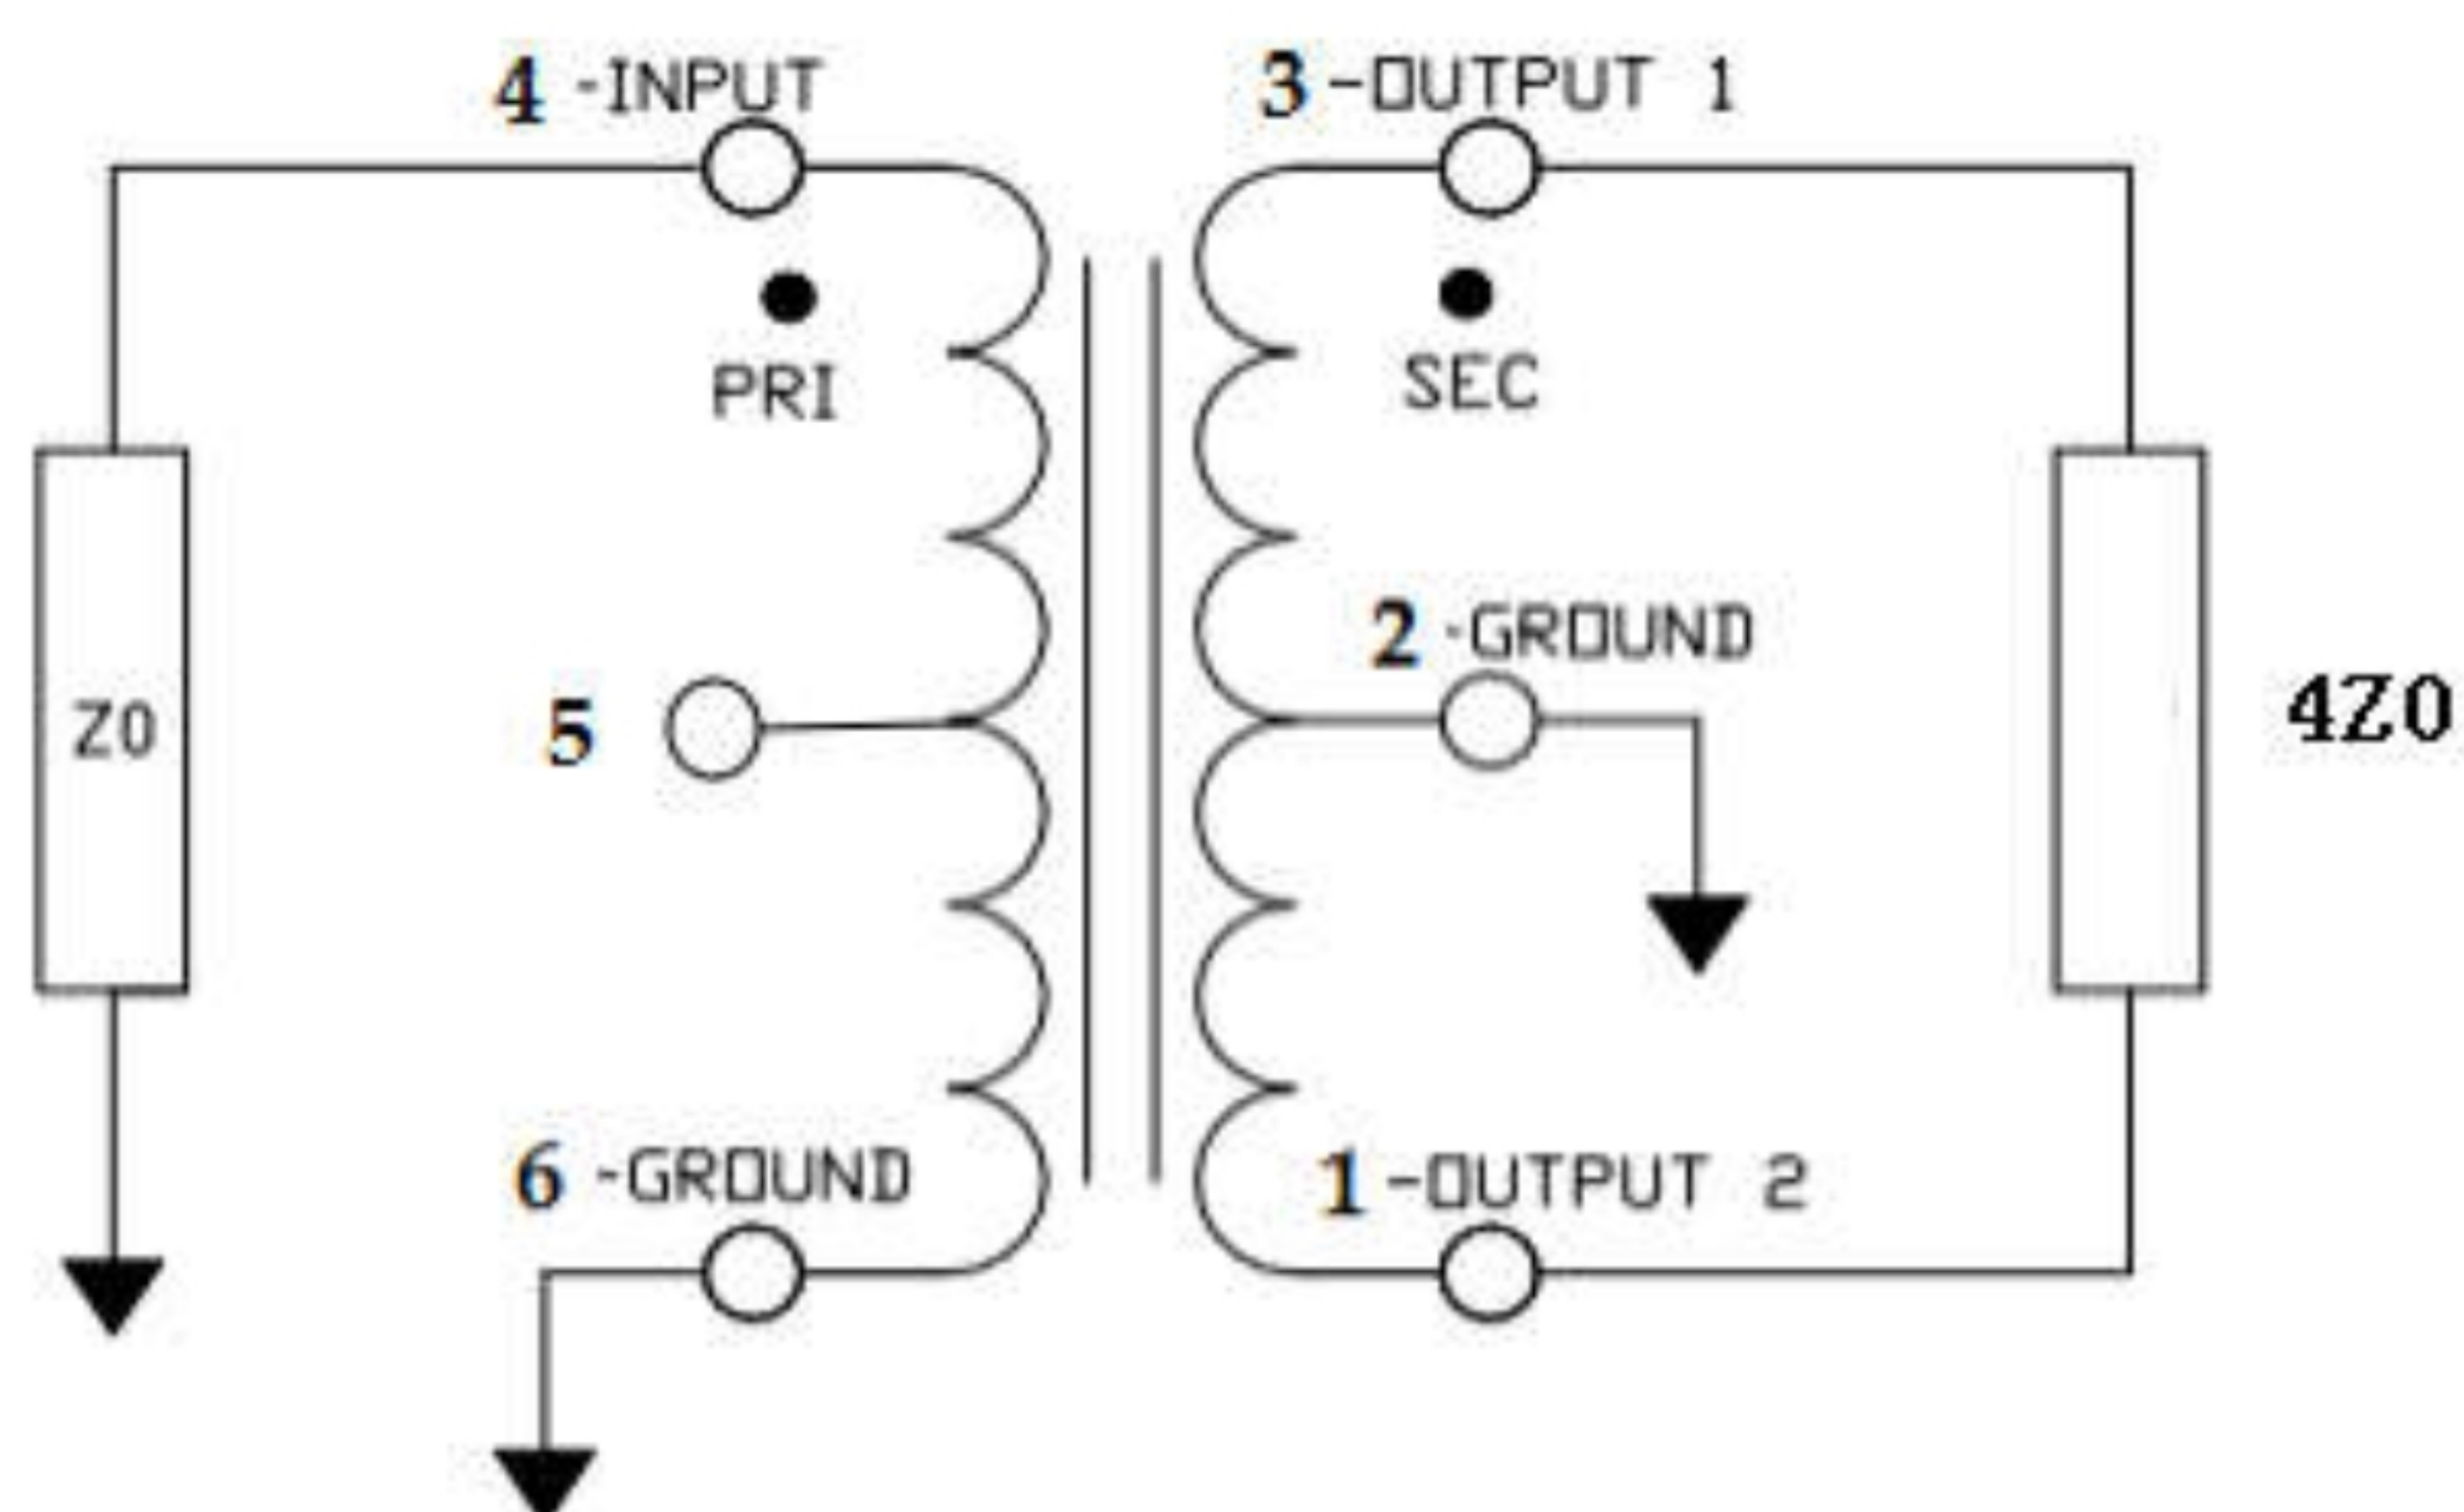 4 -INPUT
3 -OUTPUT 1
PRI
SEC
2 -GROUND
Z0
5
4Z0
6 -GROUND
1 -OUTPUT 2